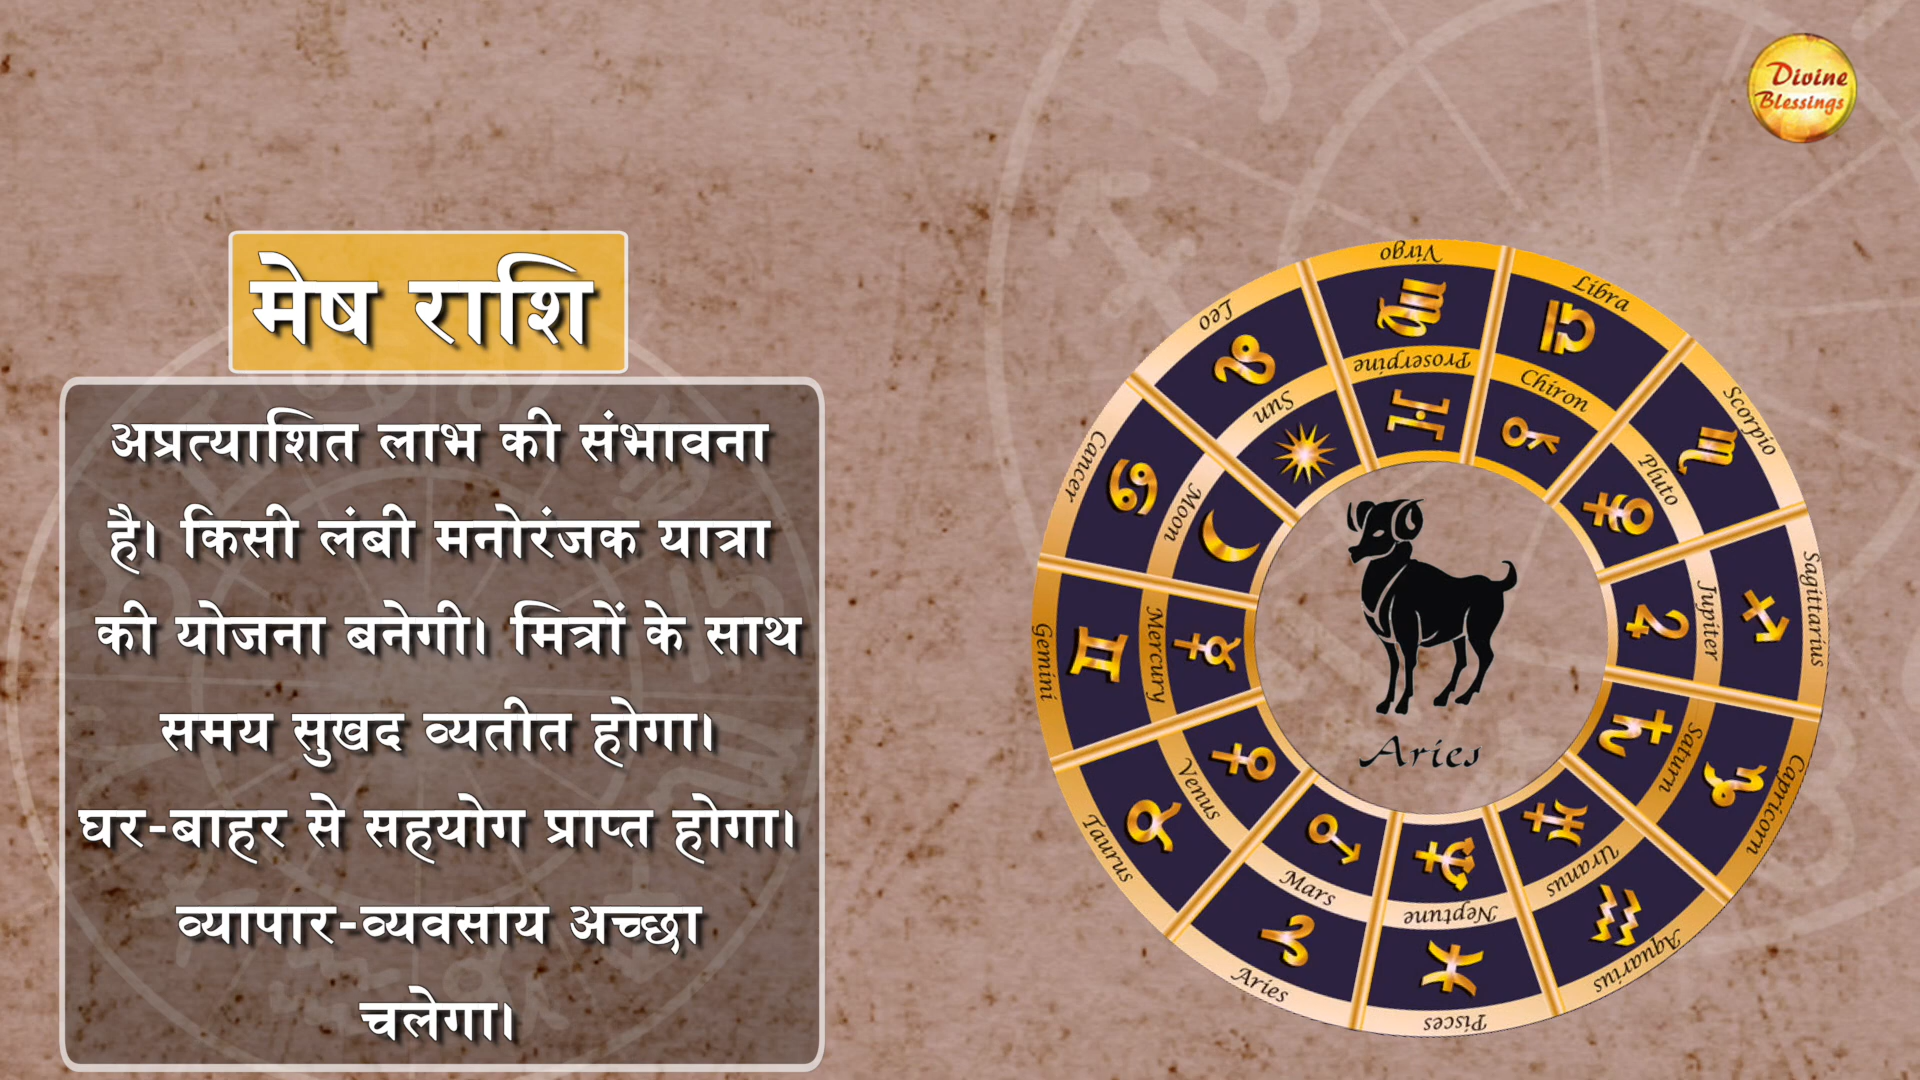 Divine
Blessings
मेष राशि
अप्रत्याशित लाभ की संभावना
है। किसी लंबी मनोरंजक यात्रा
की योजना बनेगी। मित्रों के साथ
समय सुखद व्यतीत होगा।
घर-बाहर से सहयोग प्राप्त होगा।
व्यापार-व्यवसाय अच्छा
चलेगा।
Virgo
Libra
Scorpio
Sagittarius
Capricorn
Aquarius
Pisces
Aries
Taurus
Gemini
Cancer
Leo
Proserpine
Chiron
Pluto
Jupiter
Saturn
Uranus
Neptune
Mars
Venus
Mercury
Moon
Sun
Aries